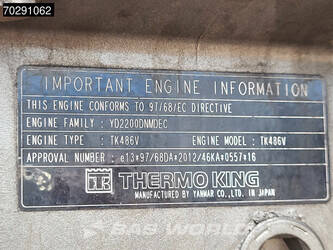 70291062
IMPORTANT ENGINE INFORMATION
THIS ENGINE CONFORMS TO 97/68/EC DIRECTIVE
ENGINE FAMILY : YD2200DNMDEC
ENGINE TYPE : TK486V ENGINE MODEL : TK486V
APPROVAL NUMBER : e13*97/68DA*2012/46KA*0557*16
THERMO KING
MANUFACTURED BY YANMAR CO.,LTD. IN JAPAN
BAS WORLD